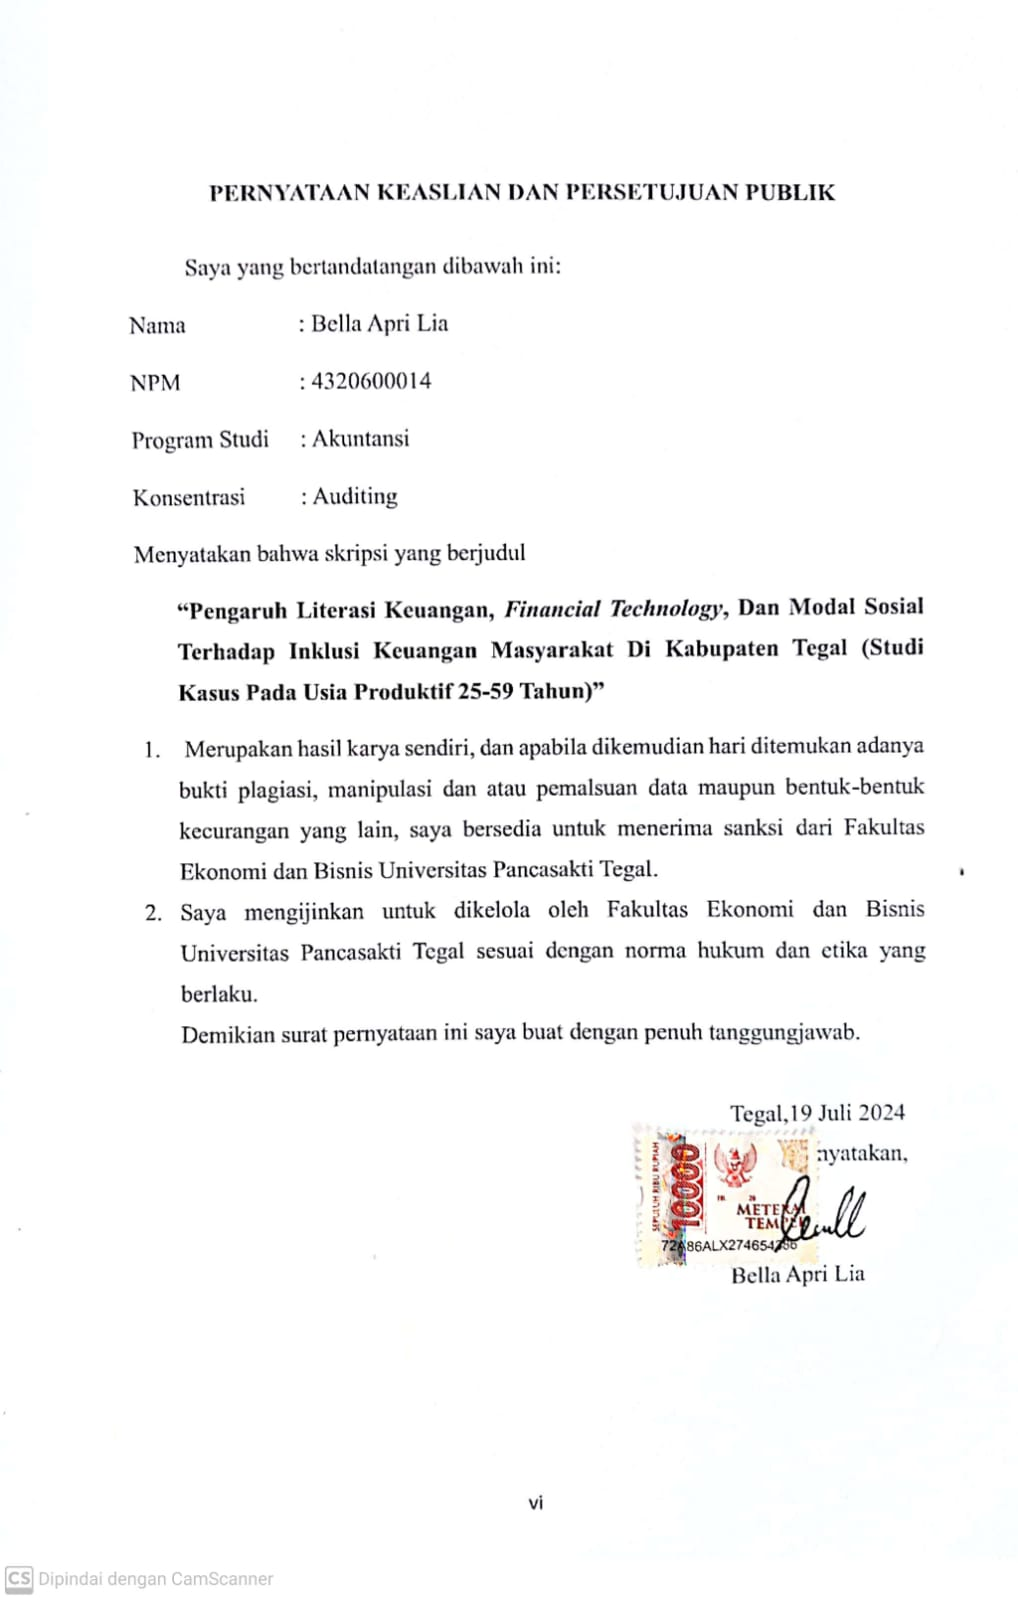 PERNYATAAN KEASLIAN DAN PERSETUJUAN PUBLIK
Saya yang bertandatangan dibawah ini:
Nama : Bella Apri Lia
NPM : 4320600014
Program Studi : Akuntansi
Konsentrasi : Auditing
Menyatakan bahwa skripsi yang berjudul
“Pengaruh Literasi Keuangan, Financial Technology, Dan Modal Sosial
Terhadap Inklusi Keuangan Masyarakat Di Kabupaten Tegal (Studi
Kasus Pada Usia Produktif 25-59 Tahun)”
1. Merupakan hasil karya sendiri, dan apabila dikemudian hari ditemukan adanya
bukti plagiasi, manipulasi dan atau pemalsuan data maupun bentuk-bentuk
kecurangan yang lain, saya bersedia untuk menerima sanksi dari Fakultas
Ekonomi dan Bisnis Universitas Pancasakti Tegal.
2. Saya mengijinkan untuk dikelola oleh Fakultas Ekonomi dan Bisnis
Universitas Pancasakti Tegal sesuai dengan norma hukum dan etika yang
berlaku.
Demikian surat pernyataan ini saya buat dengan penuh tanggungjawab.
Tegal,19 Juli 2024
nyatakan,
SEPULUH RIBU RUPIAH
10000
METERAI
TEMPEL
Bella Apri Lia
vi
CS Dipindai dengan CamScanner